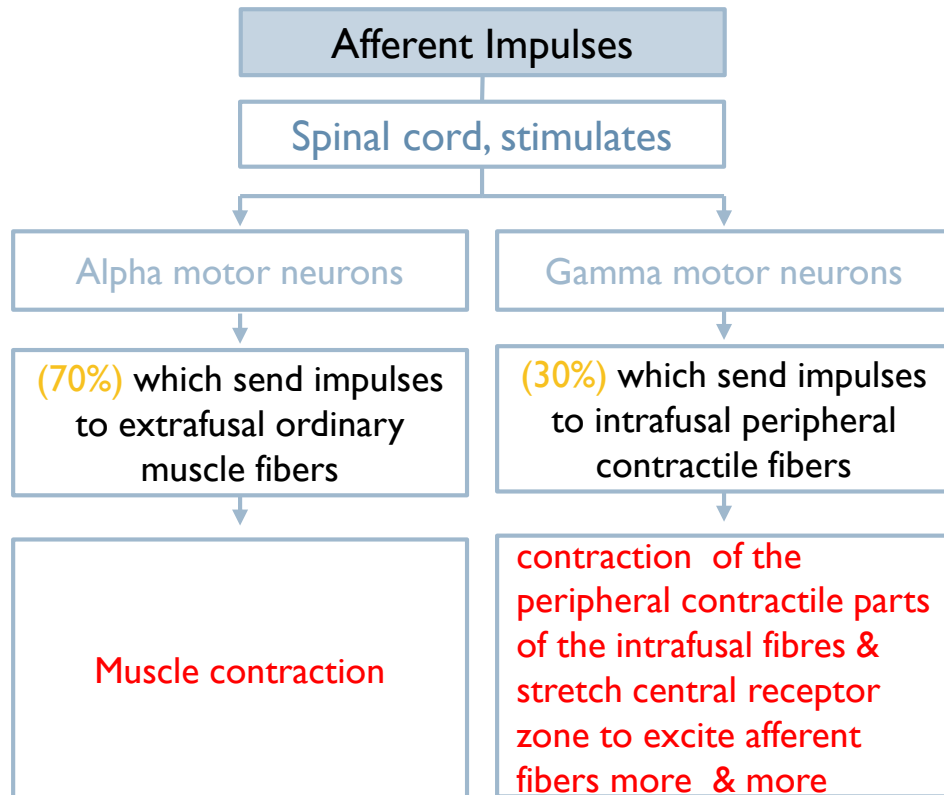 Afferent Impulses
Spinal cord, stimulates
Alpha motor neurons
(70%) which send impulses
to extrafusal ordinary
muscle fibers
Muscle contraction
Gamma motor neurons
(30%) which send impulses
to intrafusal peripheral
contractile fibers
contraction of the
peripheral contractile parts
of the intrafusal fibres &
stretch central receptor
zone to excite afferent
fibers more & more